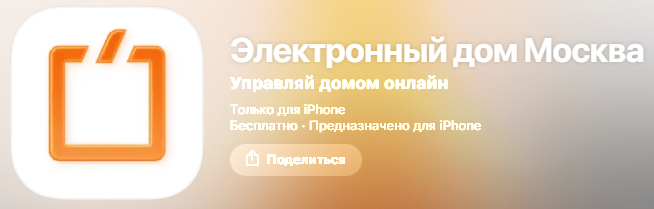 Электронный дом Москва
Управляй домом онлайн
Только для iPhone
Бесплатно · Предназначено для iPhone
Поделиться